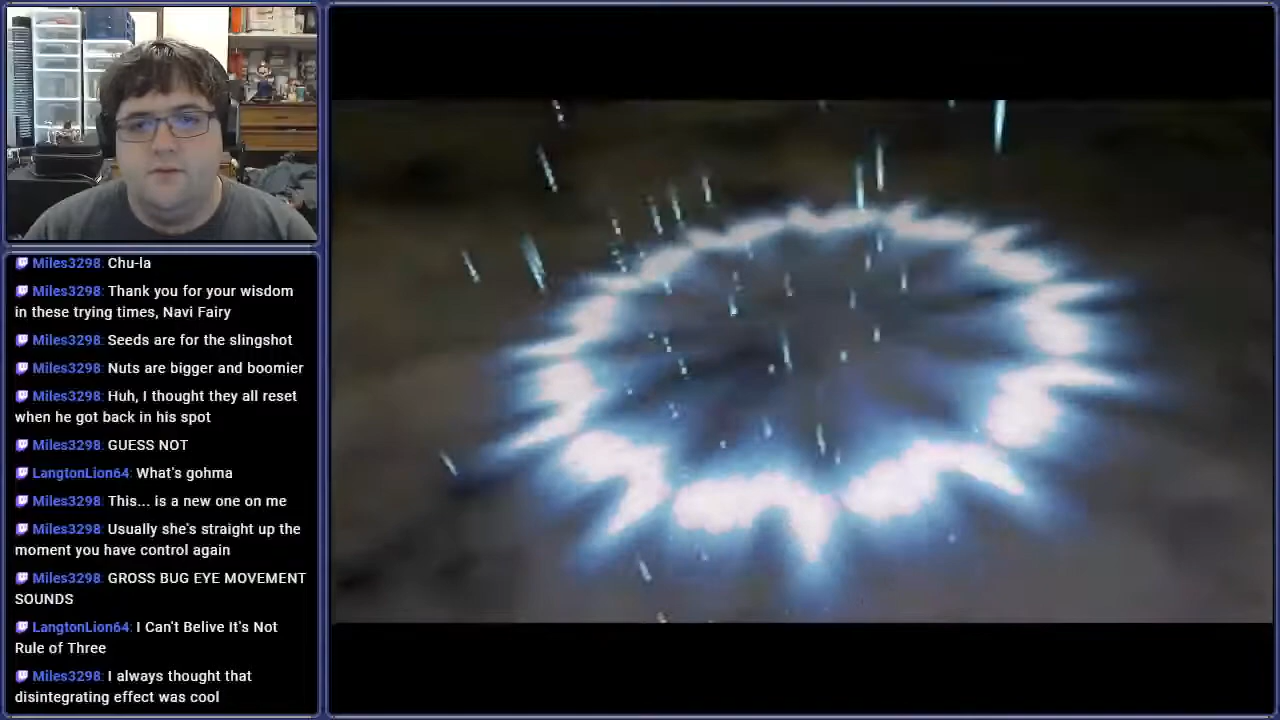 Miles3298: Chu-la
Miles3298: Thank you for your wisdom
in these trying times, Navi Fairy
Miles3298: Seeds are for the slingshot
Miles3298: Nuts are bigger and boomier
Miles3298: Huh, I thought they all reset
when he got back in his spot
Miles3298: GUESS NOT
LangtonLion64: What's gohma
Miles3298: This... is a new one on me
Miles3298: Usually she's straight up the
moment you have control again
Miles3298: GROSS BUG EYE MOVEMENT
SOUNDS
LangtonLion64: I Can't Belive It's Not
Rule of Three
Miles3298: I always thought that
disintegrating effect was cool